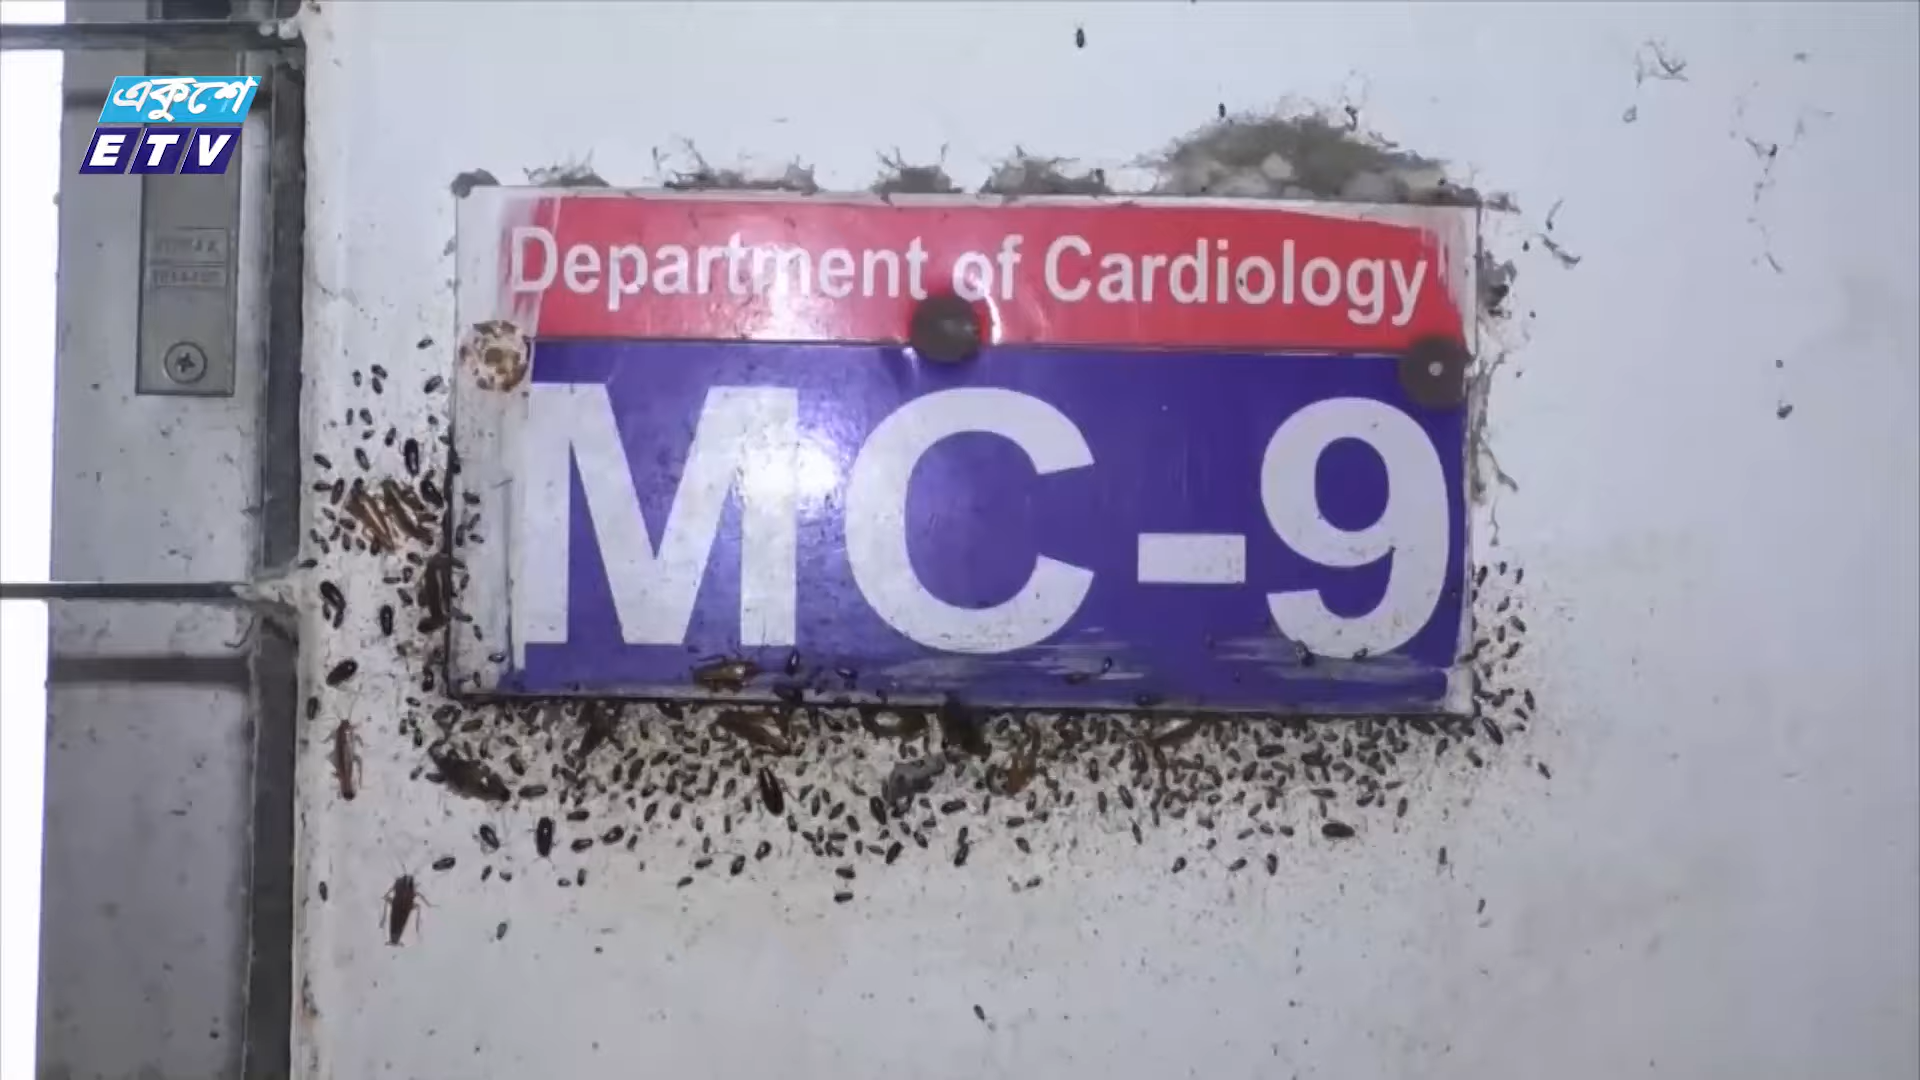 একুশে
ETV
Department of Cardiology
MC-9